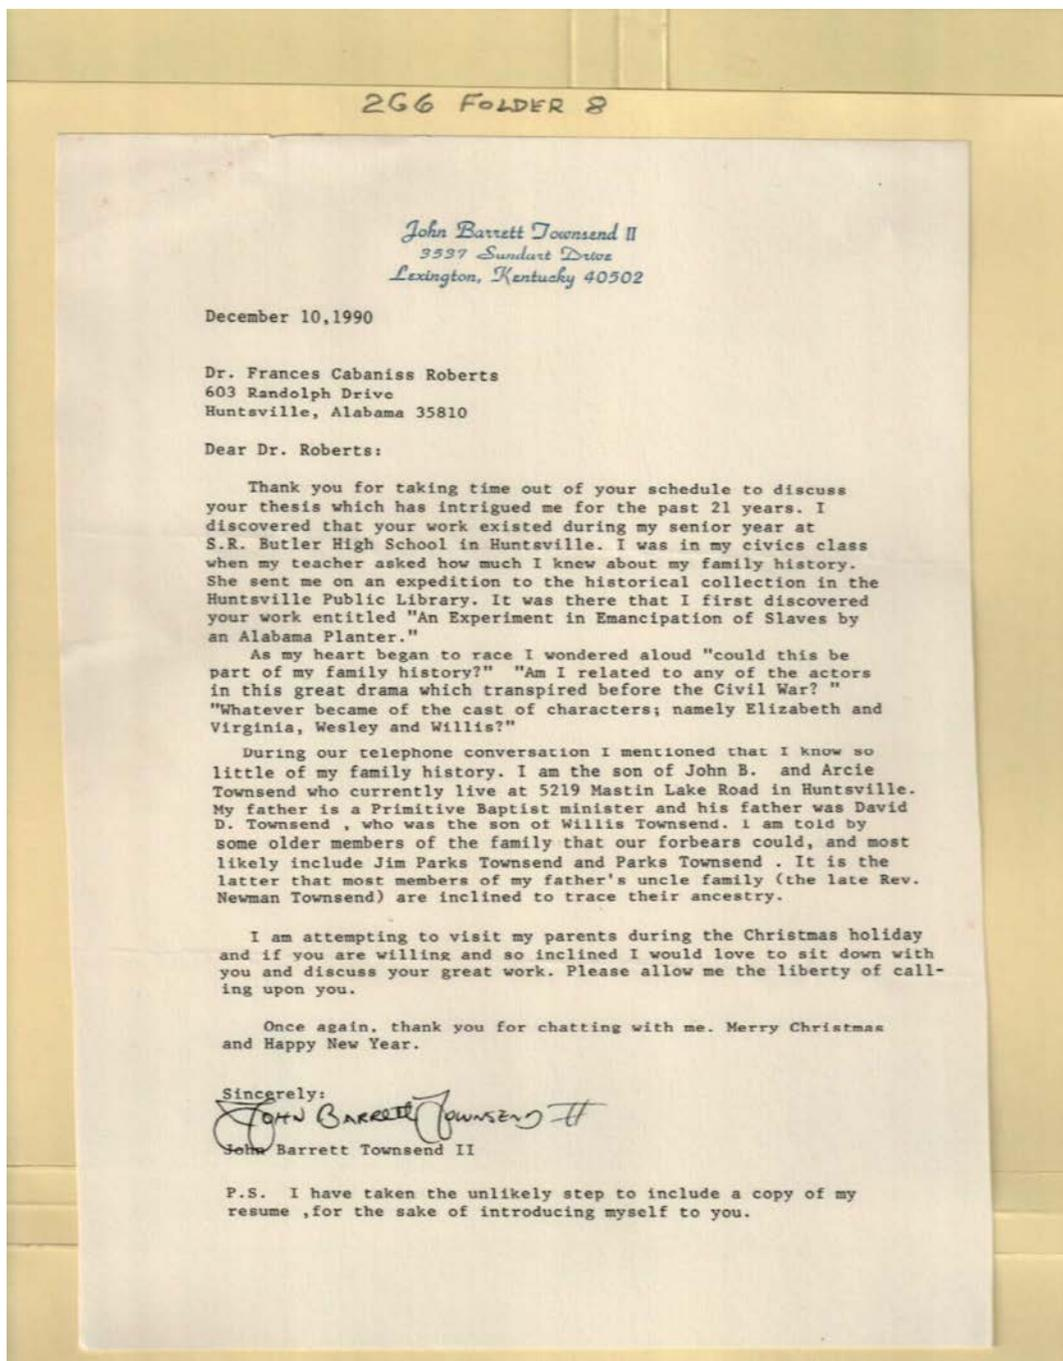 2G6 FOLDER 8
John Barrett Townsend II
3537 Sundart Drive
Lexington, Kentucky 40502
December 10,1990
Dr. Frances Cabaniss Roberts
603 Randolph Drive
Huntsville, Alabama 35810
Dear Dr. Roberts:
Thank you for taking time out of your schedule to discuss
your thesis which has intrigued me for the past 21 years. I
discovered that your work existed during my senior year at
S.R. Butler High School in Huntsville. I was in my civics class
when my teacher asked how much I knew about my family history.
She sent me on an expedition to the historical collection in the
Huntsville Public Library. It was there that I first discovered
your work entitled "An Experiment in Emancipation of Slaves by
an Alabama Planter."
As my heart began to race I wondered aloud "could this be
part of my family history?" "Am I related to any of the actors
in this great drama which transpired before the Civil War? "
"Whatever became of the cast of characters; namely Elizabeth and
Virginia, Wesley and Willis?"
During our telephone conversation I mentioned that I know so
little of my family history. I am the son of John B. and Arcie
Townsend who currently live at 5219 Mastin Lake Road in Huntsville.
My father is a Primitive Baptist minister and his father was David
D. Townsend , who was the son of Willis Townsend. I am told by
some older members of the family that our forbears could, and most
likely include Jim Parks Townsend and Parks Townsend . It is the
latter that most members of my father's uncle family (the late Rev.
Newman Townsend) are inclined to trace their ancestry.
I am attempting to visit my parents during the Christmas holiday
and if you are willing and so inclined I would love to sit down with
you and discuss your great work. Please allow me the liberty of call-
ing upon you.
Once again, thank you for chatting with me. Merry Christmas
and Happy New Year.
Sincerely:
John Barrett Townsend II
John Barrett Townsend II
P.S. I have taken the unlikely step to include a copy of my
resume ,for the sake of introducing myself to you.